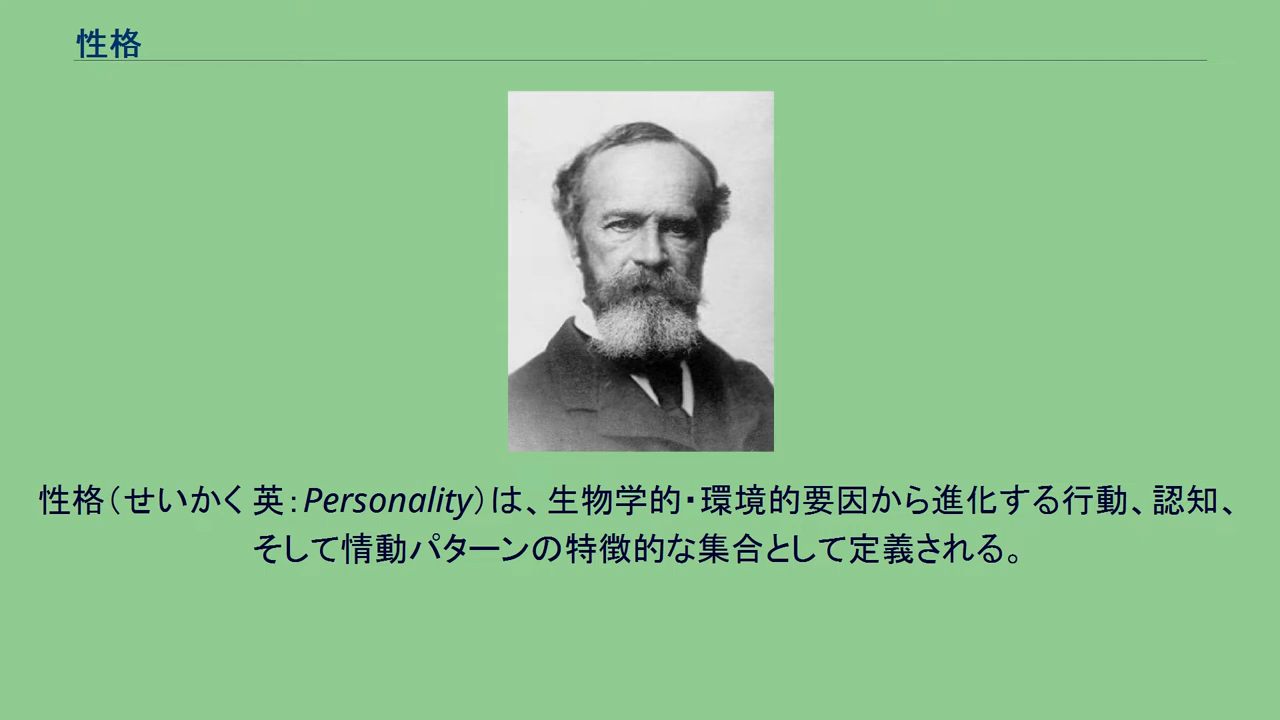 性格
性格（せいかく 英：Personality）は、生物学的・環境的要因から進化する行動、認知、
そして情動パターンの特徴的な集合として定義される。